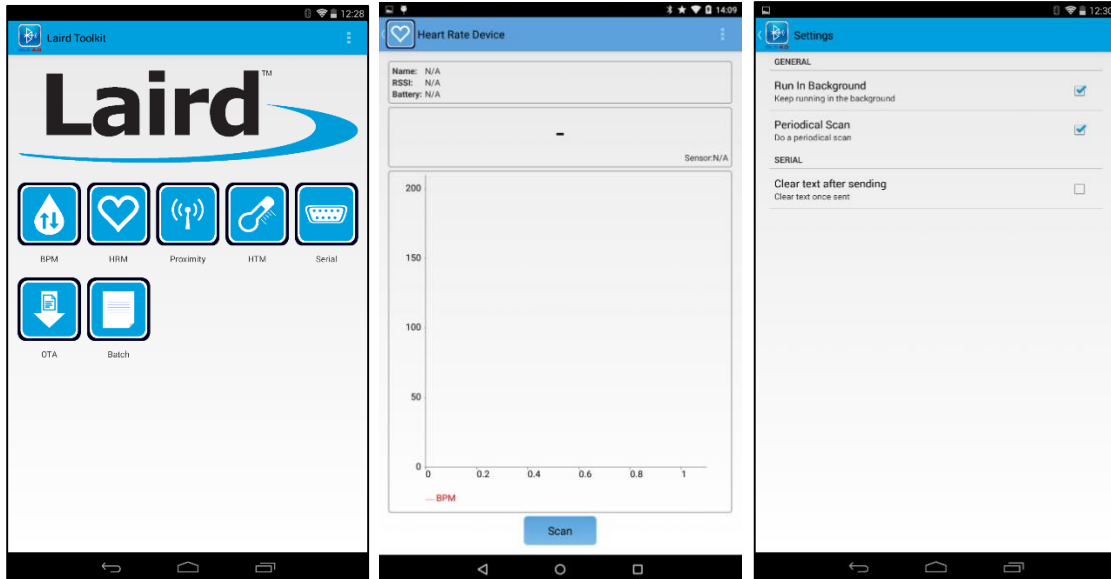 12:28
Laird Toolkit
Laird™
BPM HRM Proximity HTM Serial
OTA Batch
14:09
Heart Rate Device
Name: N/A
RSSI: N/A
Battery: N/A
-
Sensor:N/A
200
150
100
50
0
0 0.2 0.4 0.6 0.8 1
BPM
Scan
12:30
Settings
GENERAL
Run In Background
Keep running in the background
Periodical Scan
Do a periodical scan
SERIAL
Clear text after sending
Clear text once sent